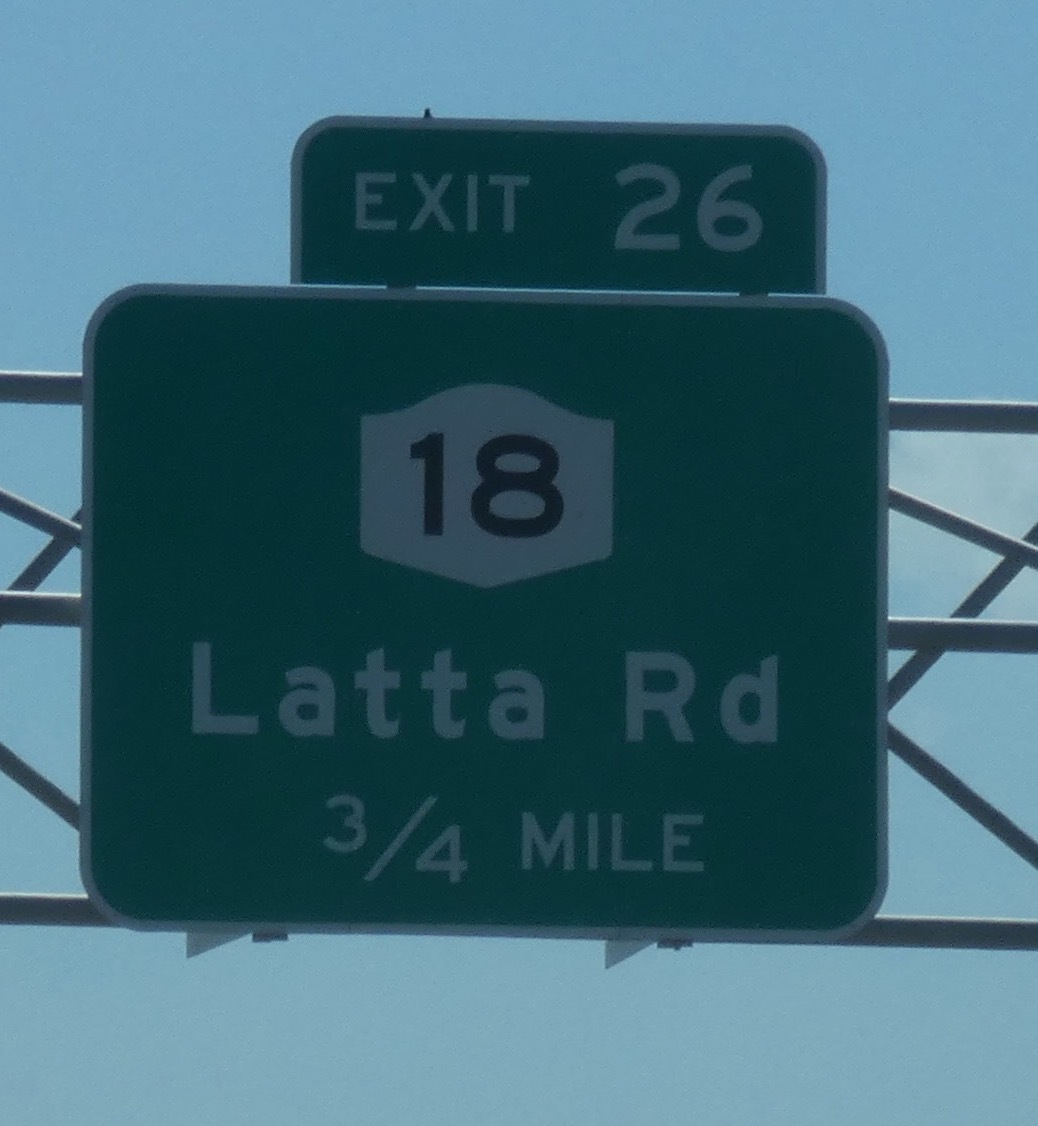 EXIT 26
18
Latta Rd
3/4 MILE